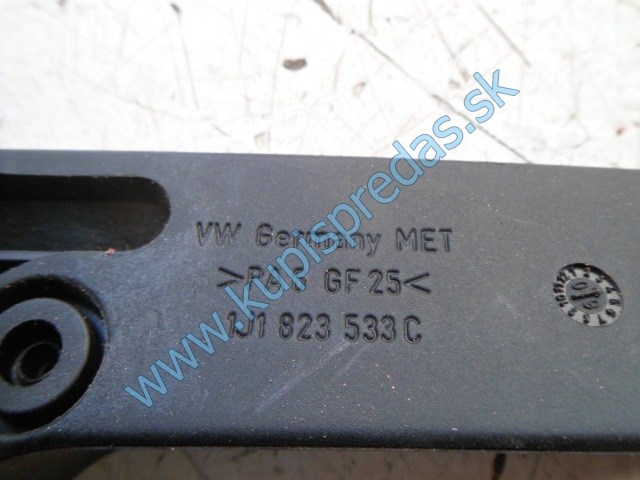 www.kupispredas.sk
VW Germany MET
>PA6 GF25<
1J1 823 533 C